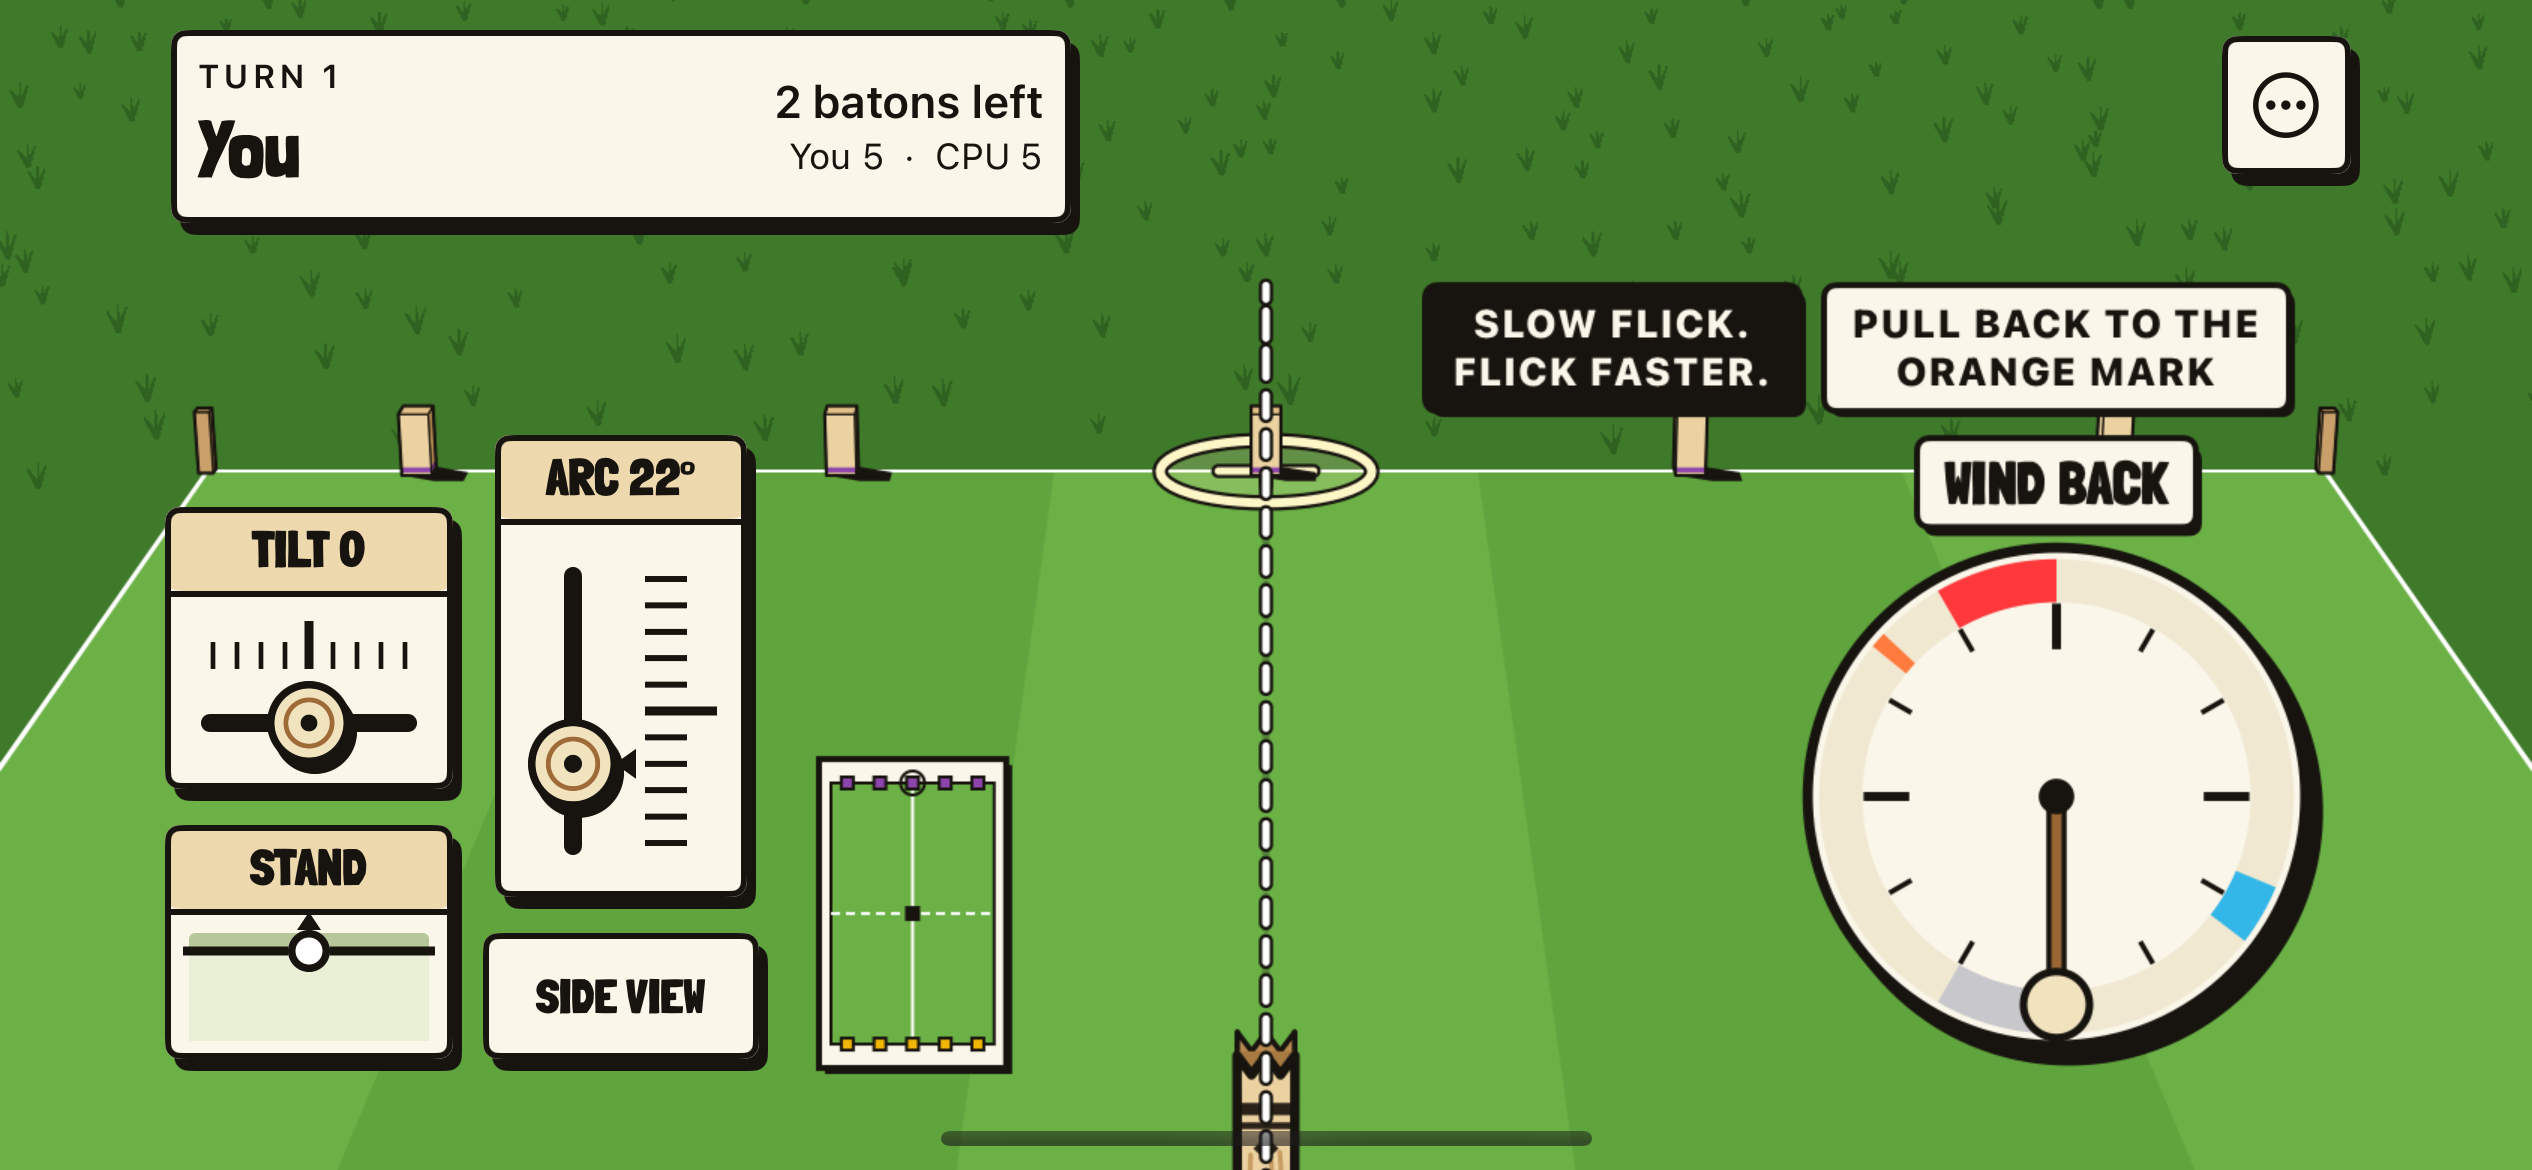 TURN 1
You
2 batons left
You 5 · CPU 5
SLOW FLICK.
FLICK FASTER.
PULL BACK TO THE
ORANGE MARK
WIND BACK
ARC 22°
TILT 0
STAND
SIDE VIEW